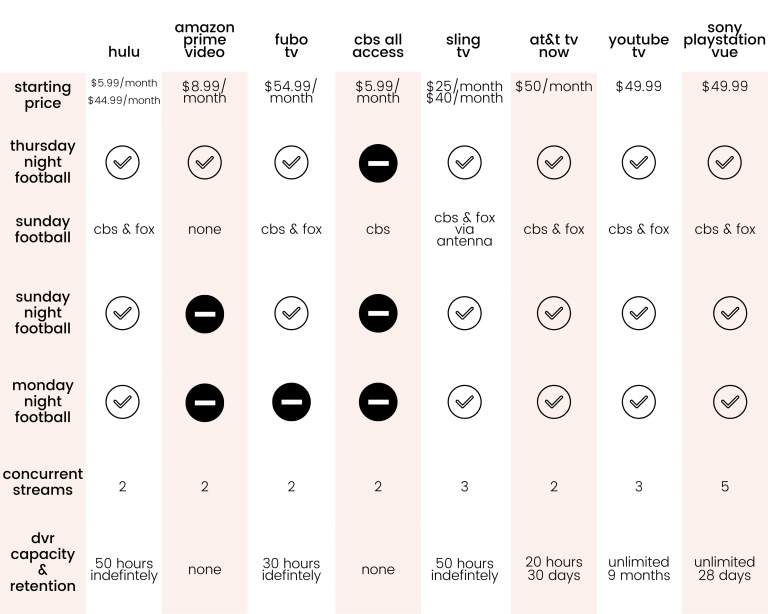 hulu
amazon
prime
video
fubo
tv
cbs all
access
sling
tv
at&t tv
now
youtube
tv
sony
playstation
vue
starting
price
$5.99/month
$44.99/month
$8.99/
month
$54.99/
month
$5.99/
month
$25/month
$40/month
$50/month
$49.99
$49.99
thursday
night
football
sunday
football
cbs & fox
none
cbs & fox
cbs
cbs & fox
via
antenna
cbs & fox
cbs & fox
cbs & fox
sunday
night
football
monday
night
football
concurrent
streams
2
2
2
2
3
2
3
5
dvr
capacity
&
retention
50 hours
indefintely
none
30 hours
idefintely
none
50 hours
indefintely
20 hours
30 days
unlimited
9 months
unlimited
28 days